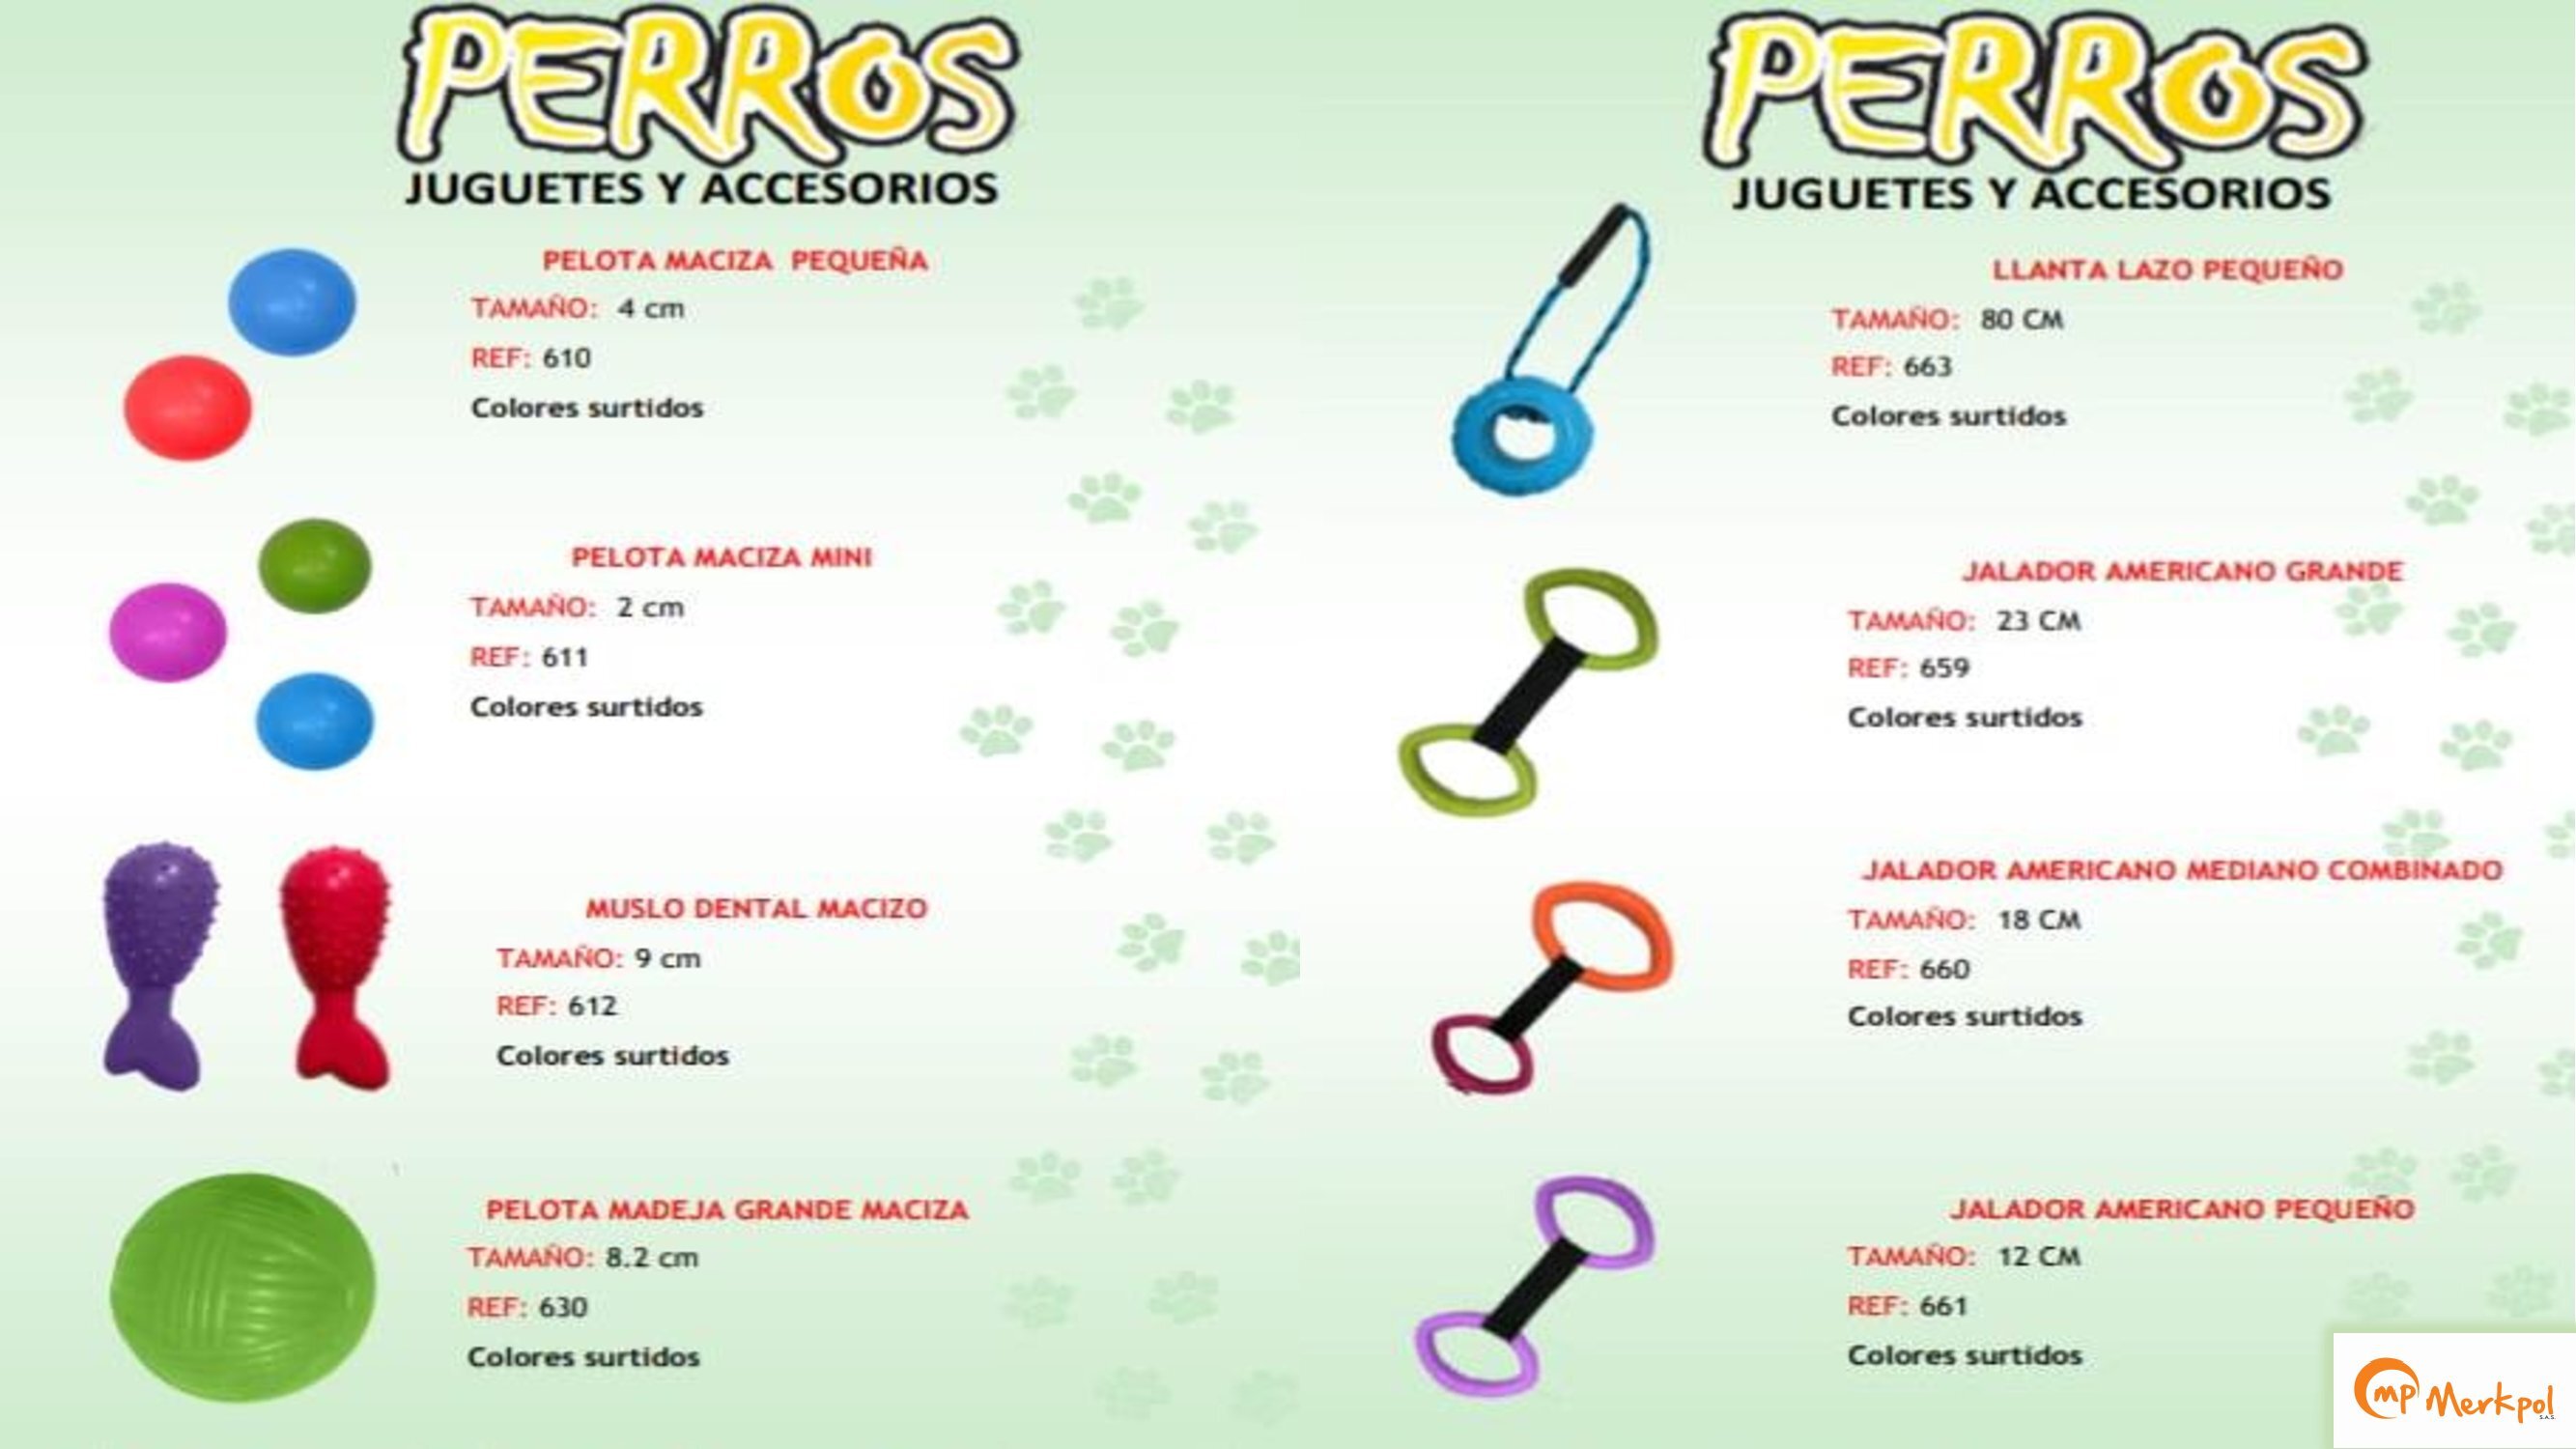 PERROS
JUGUETES Y ACCESORIOS
PELOTA MACIZA PEQUEÑA
TAMAÑO: 4 cm
REF: 610
Colores surtidos
PELOTA MACIZA MINI
TAMAÑO: 2 cm
REF: 611
Colores surtidos
MUSLO DENTAL MACIZO
TAMAÑO: 9 cm
REF: 612
Colores surtidos
PELOTA MADEJA GRANDE MACIZA
TAMAÑO: 8.2 cm
REF: 630
Colores surtidos
PERROS
JUGUETES Y ACCESORIOS
LLANTA LAZO PEQUEÑO
TAMAÑO: 80 CM
REF: 663
Colores surtidos
JALADOR AMERICANO GRANDE
TAMAÑO: 23 CM
REF: 659
Colores surtidos
JALADOR AMERICANO MEDIANO COMBINADO
TAMAÑO: 18 CM
REF: 660
Colores surtidos
JALADOR AMERICANO PEQUEÑO
TAMAÑO: 12 CM
REF: 661
Colores surtidos
mp Merkpol
S.A.S.